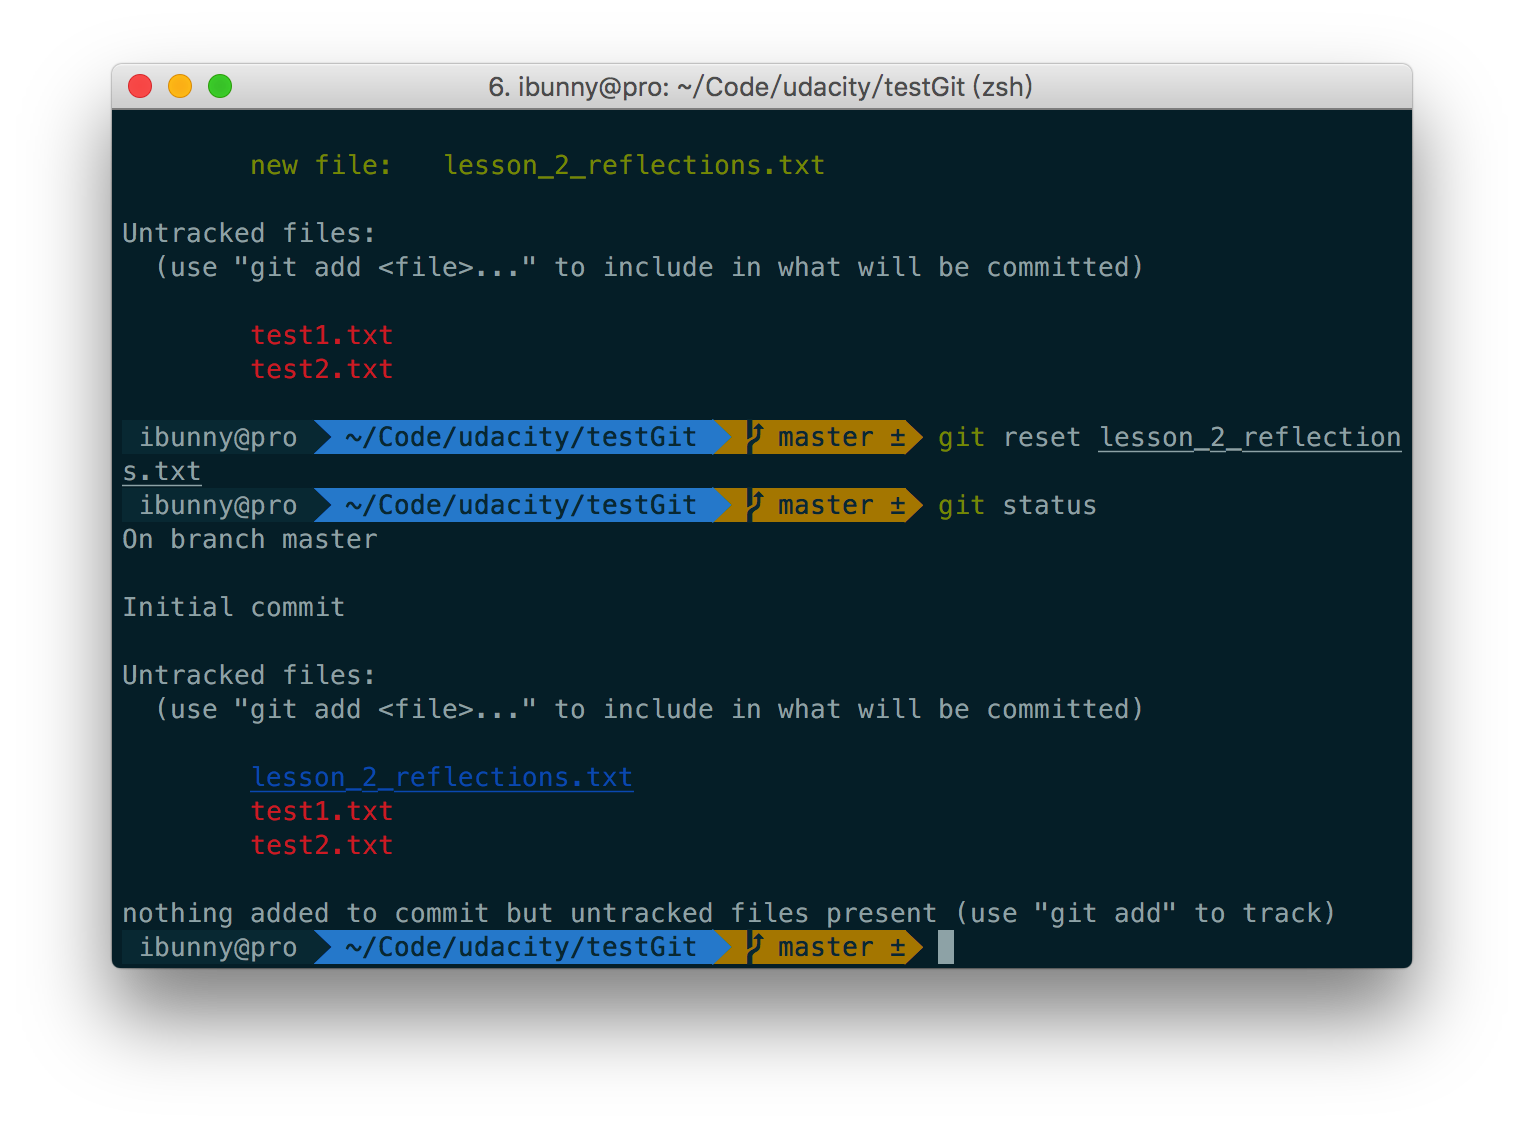 6. ibunny@pro: ~/Code/udacity/testGit (zsh)
new file:   lesson_2_reflections.txt
Untracked files:
  (use "git add <file>..." to include in what will be committed)
test1.txt
test2.txt
ibunny@pro ~/Code/udacity/testGit master ± git reset lesson_2_reflection
s.txt
ibunny@pro ~/Code/udacity/testGit master ± git status
On branch master
Initial commit
Untracked files:
  (use "git add <file>..." to include in what will be committed)
lesson_2_reflections.txt
test1.txt
test2.txt
nothing added to commit but untracked files present (use "git add" to track)
ibunny@pro ~/Code/udacity/testGit master ±